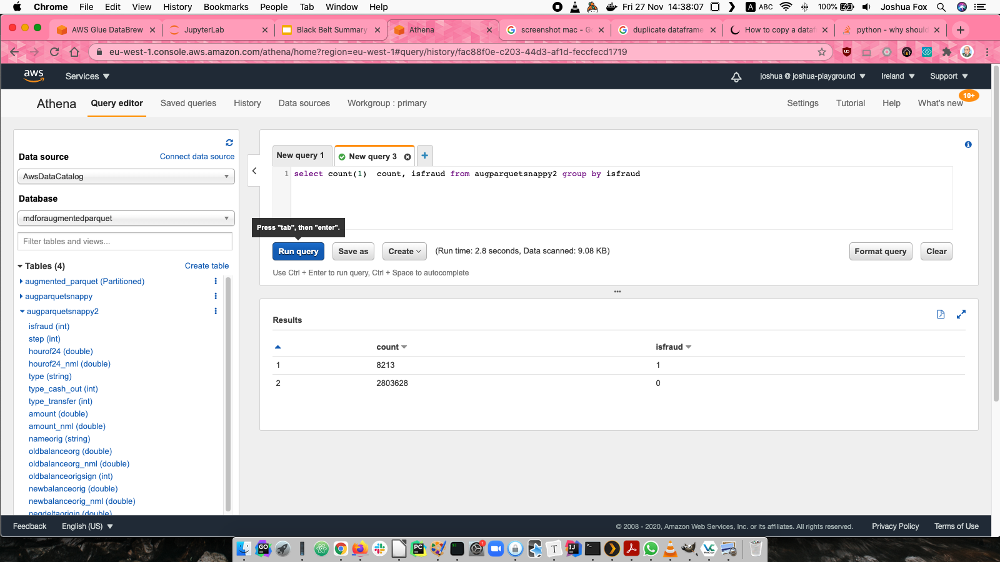 Chrome File Edit View History Bookmarks People Tab Window Help ABC Fri 27 Nov 14:38:07 100% Joshua Fox
AWS Glue DataBrew JupyterLab Black Belt Summary Athena screenshot mac - G duplicate dataframe How to copy a dataf python - why should
eu-west-1.console.aws.amazon.com/athena/home?region=eu-west-1#query/history/fac88f0e-c203-44d3-af1d-feccfecd1719
aws Services joshua @ joshua-playground Ireland Support
Athena Query editor Saved queries History Data sources Workgroup : primary Settings Tutorial Help What's new 10+
Data source Connect data source
AwsDataCatalog
Database
mdforaugmentedparquet
Filter tables and views...
Tables (4) Create table
augmented_parquet (Partitioned)
augparquetsnappy
augparquetsnappy2
isfraud (int)
step (int)
hourof24 (double)
hourof24_nml (double)
type (string)
type_cash_out (int)
type_transfer (int)
amount (double)
amount_nml (double)
nameorig (string)
oldbalanceorg (double)
oldbalanceorg_nml (double)
oldbalanceorigsign (int)
newbalanceorig (double)
newbalanceorig_nml (double)
negdeltaorigin (double)
New query 1 New query 3 +
1 select count(1)  count, isfraud from augparquetsnappy2 group by isfraud
Press "tab", then "enter".
Run query Save as Create (Run time: 2.8 seconds, Data scanned: 9.08 KB) Format query Clear
Use Ctrl + Enter to run query, Ctrl + Space to autocomplete
Results
count isfraud
1 8213 1
2 2803628 0
Feedback English (US) © 2008 - 2020, Amazon Web Services, Inc. or its affiliates. All rights reserved. Privacy Policy Terms of Use
GO PC T IJ